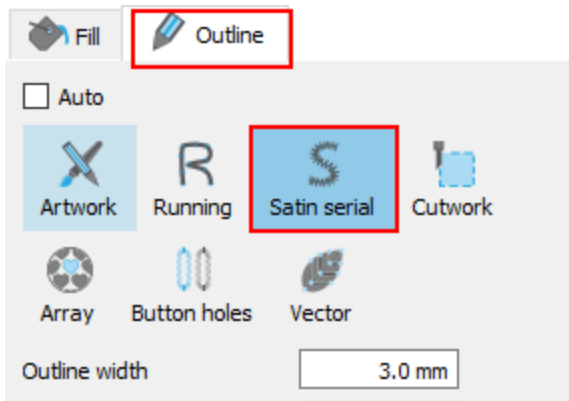 Fill Outline
Auto
Artwork Running Satin serial Cutwork
Array Button holes Vector
Outline width 3.0 mm